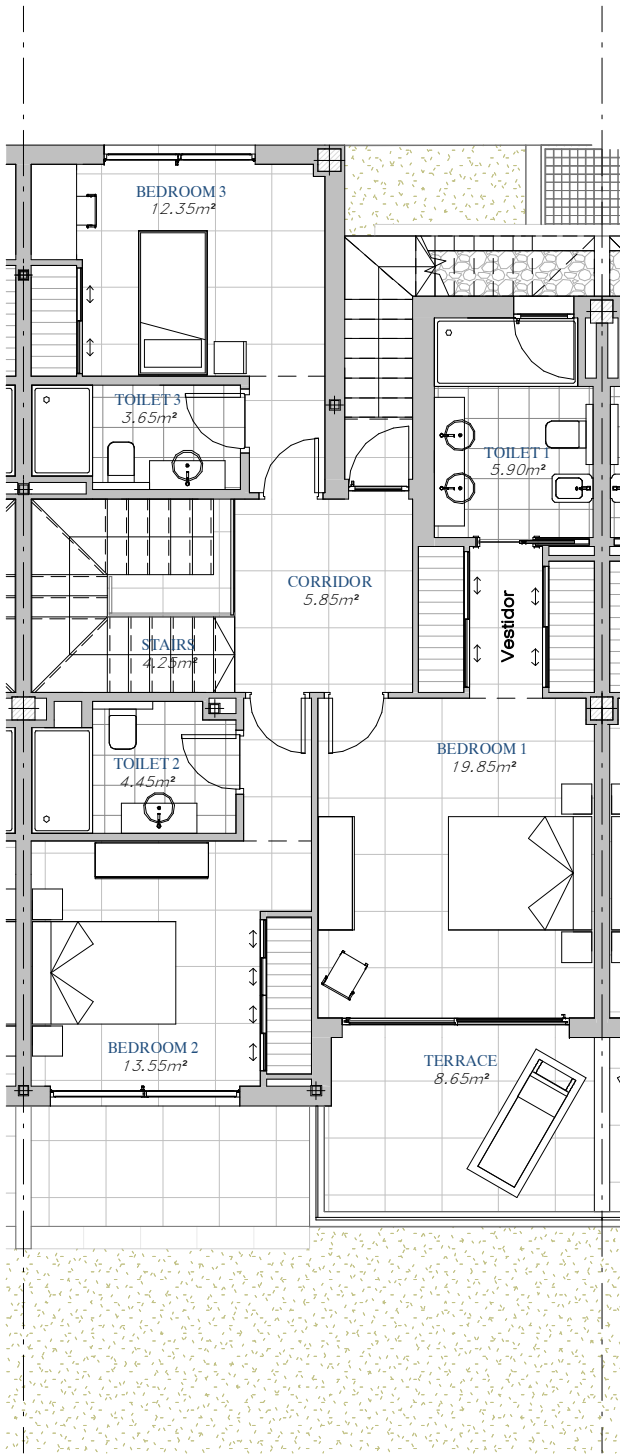 BEDROOM 3
12.35m²
TOILET 3
3.65m²
TOILET 1
5.90m²
CORRIDOR
5.85m²
Vestidor
STAIRS
4.25m²
BEDROOM 1
19.85m²
TOILET 2
4.45m²
BEDROOM 2
13.55m²
TERRACE
8.65m²